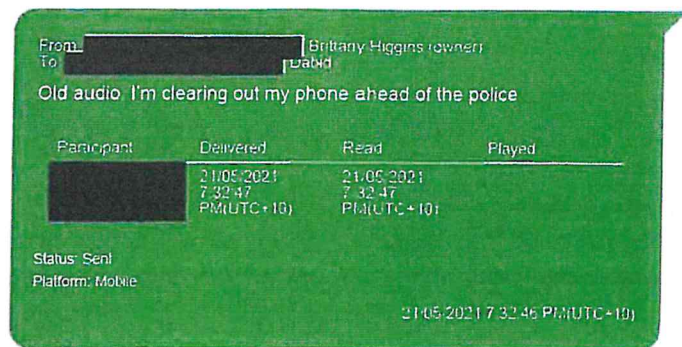 From: Brittany Higgins (owner)
To: Dabid
Old audio. I'm clearing out my phone ahead of the police
Participant Delivered Read Played
21/05/2021 21/05/2021
7:32:47 7:32:47
PM(UTC+10) PM(UTC+10)
Status: Sent
Platform: Mobile
21/05/2021 7:32:46 PM(UTC+10)